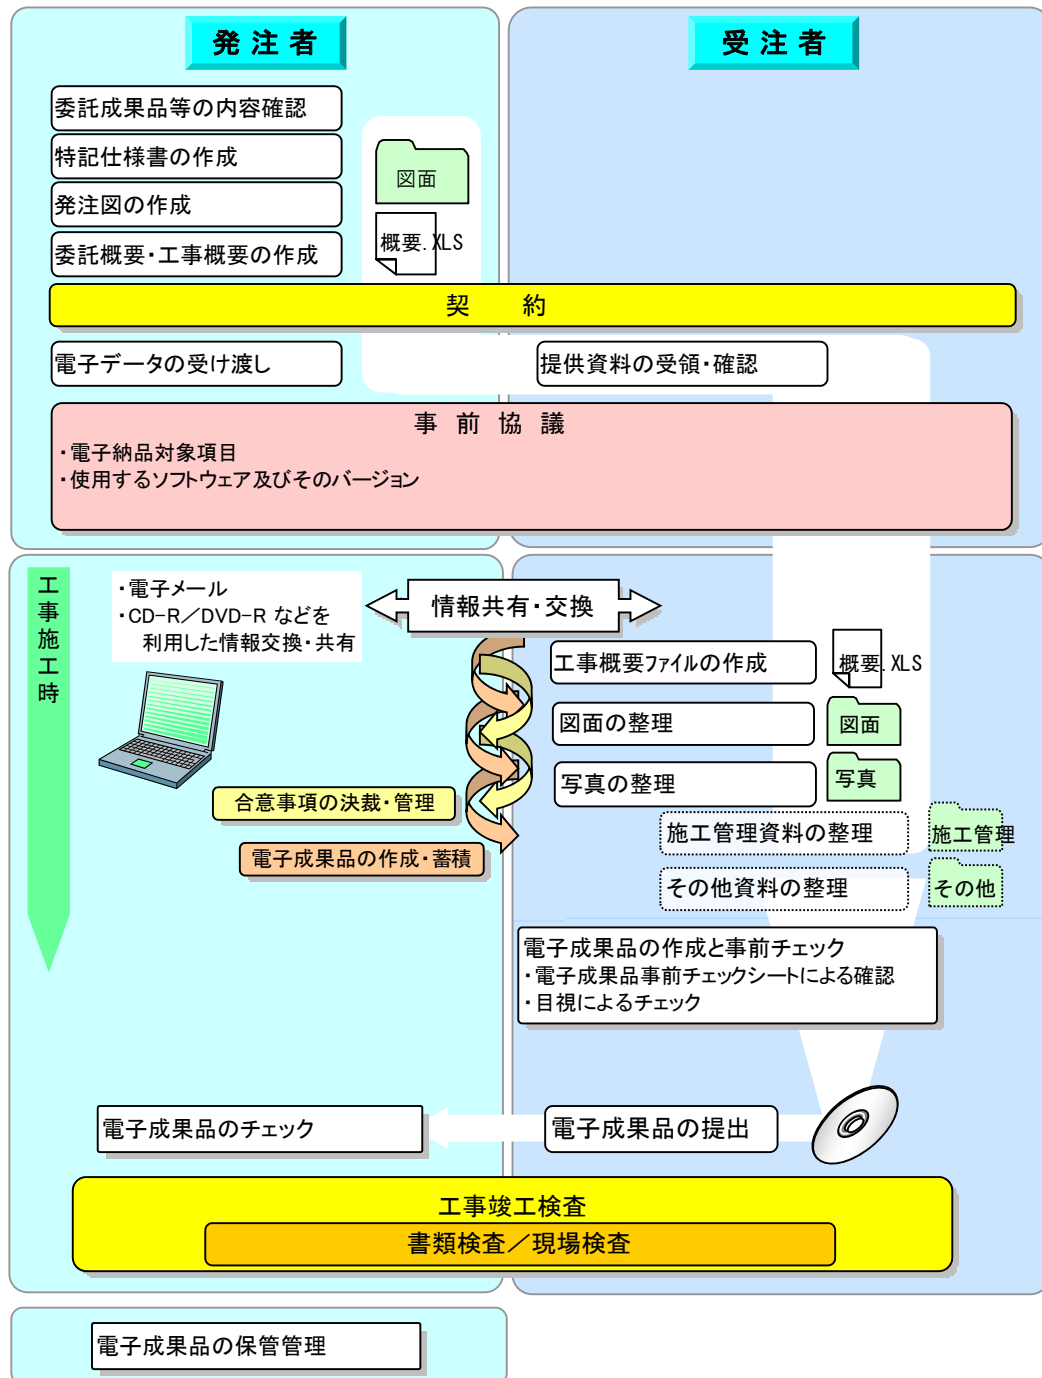 発注者
受注者
委託成果品等の内容確認
特記仕様書の作成
図面
発注図の作成
概要.XLS
委託概要・工事概要の作成
契　約
電子データの受け渡し
提供資料の受領・確認
事前協議
・電子納品対象項目
・使用するソフトウェア及びそのバージョン
工事施工時
・電子メール
・CD-R／DVD-R などを
利用した情報交換・共有
情報共有・交換
工事概要ファイルの作成
概要.XLS
図面の整理
図面
写真の整理
写真
合意事項の決裁・管理
施工管理資料の整理
施工管理
電子成果品の作成・蓄積
その他資料の整理
その他
電子成果品の作成と事前チェック
・電子成果品事前チェックシートによる確認
・目視によるチェック
電子成果品のチェック
電子成果品の提出
工事竣工検査
書類検査／現場検査
電子成果品の保管管理